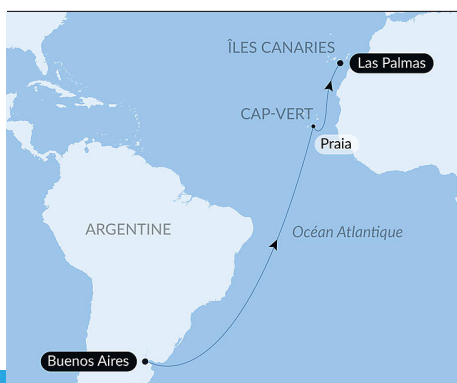 ÎLES CANARIES
Las Palmas
CAP-VERT
Praia
ARGENTINE
Océan Atlantique
Buenos Aires